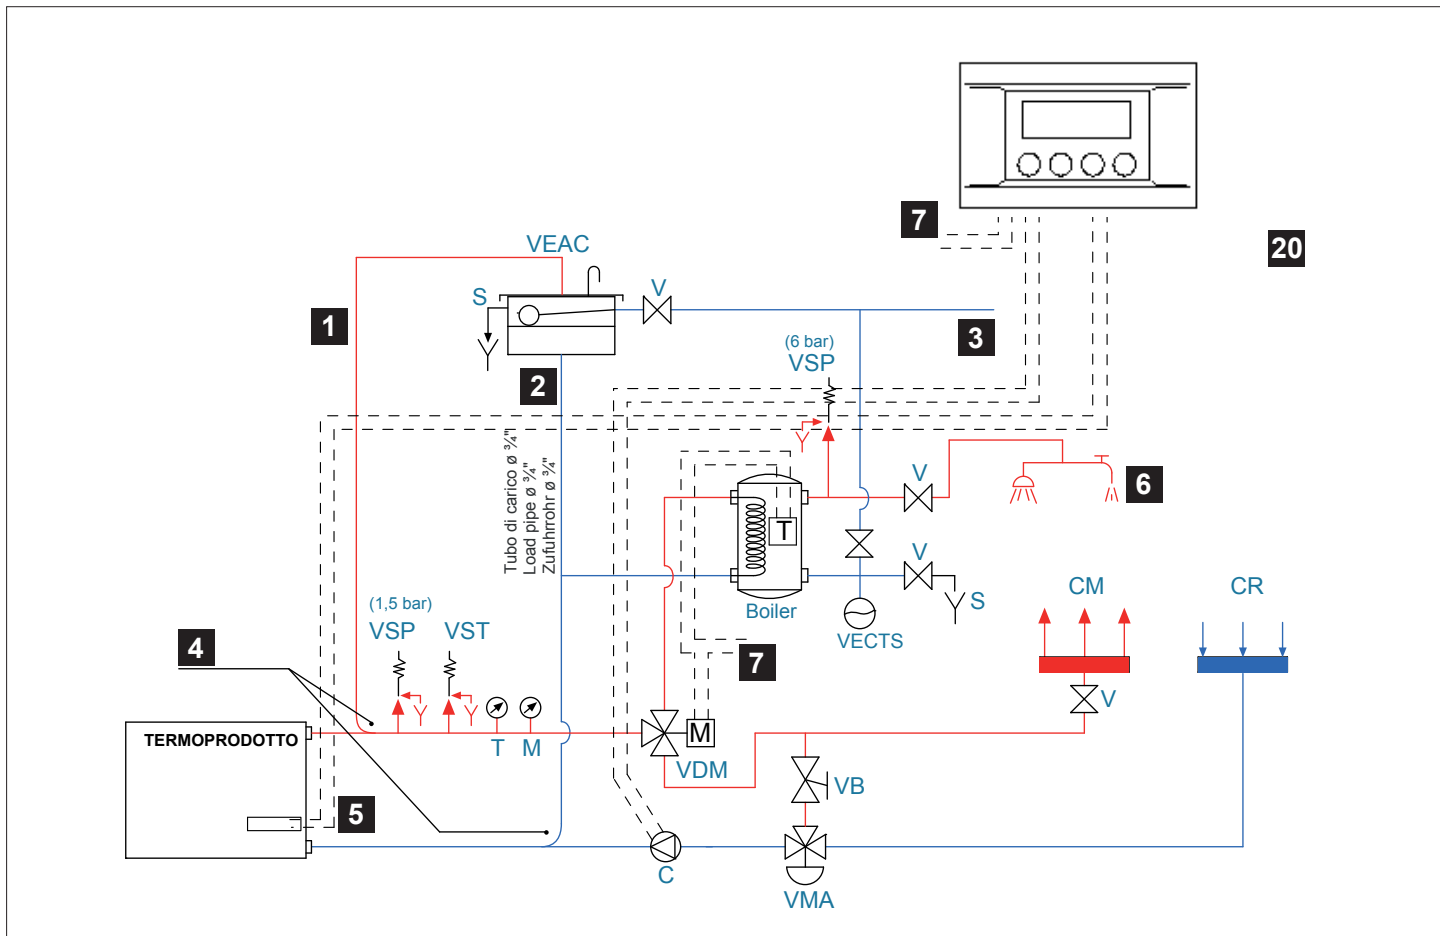 7
20
VEAC
S
V
1
3
(6 bar)
VSP
2
Tubo di carico ø ¾"
Load pipe ø ¾"
Zufuhrrohr ø ¾"
V
6
T
V
CM
CR
(1,5 bar)
Boiler
S
VSP
VST
VECTS
4
7
V
TERMOPRODOTTO
M
T
M
VDM
VB
5
C
VMA